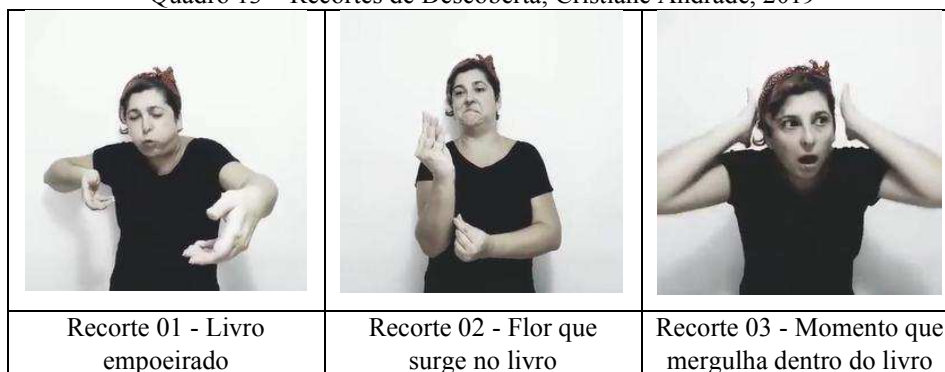 Quadro 15 – Recortes de Descoberta, Cristiane Andrade, 2019
Recorte 01 - Livro
empoeirado
Recorte 02 - Flor que
surge no livro
Recorte 03 - Momento que
mergulha dentro do livro